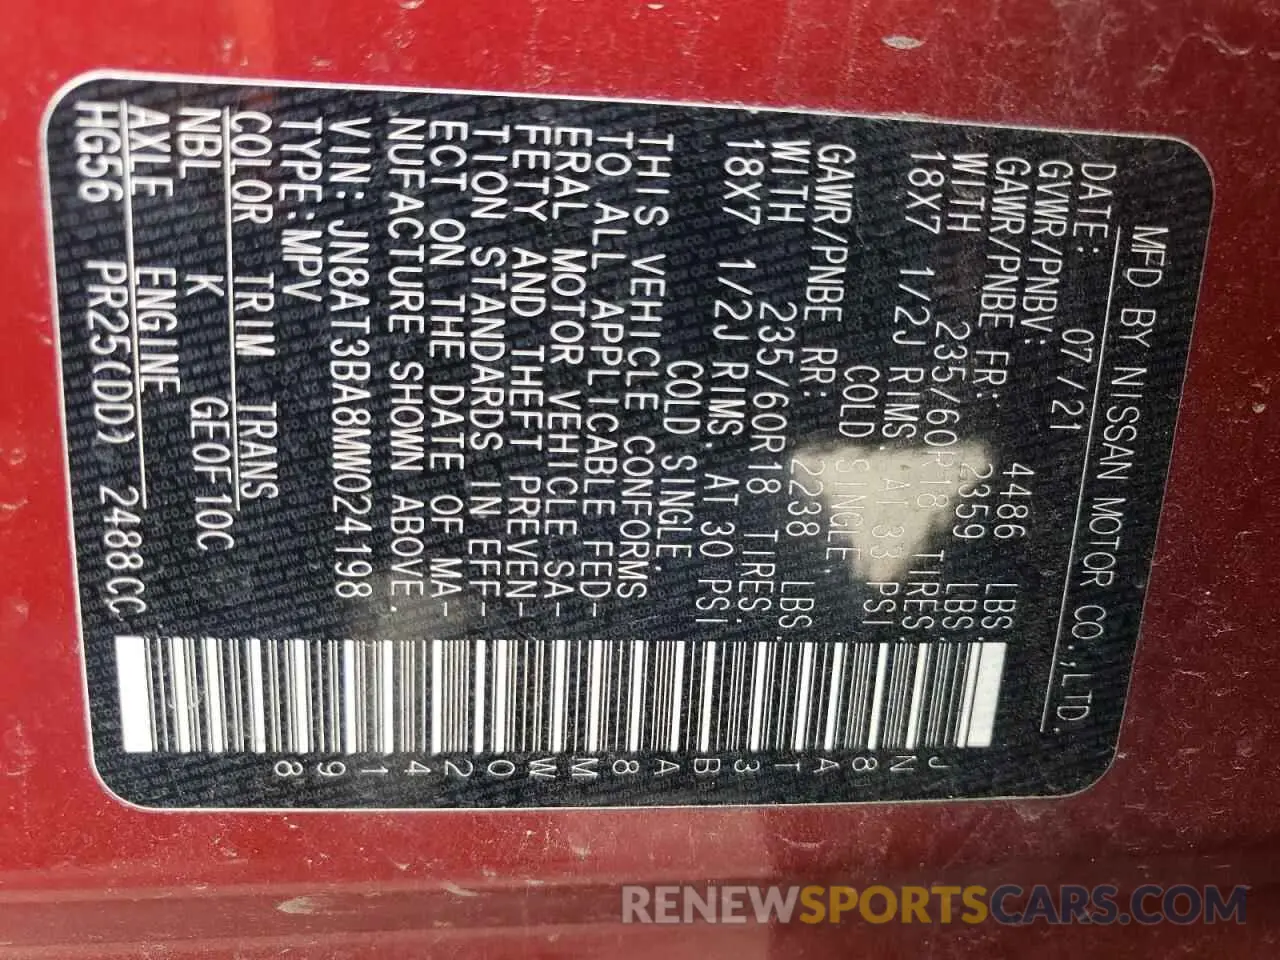 MFD BY NISSAN MOTOR CO.,LTD.
DATE: 07/21
GVWR/PNBV: 4486 LBS.
GAWR/PNBE FR: 2359 LBS.
WITH 235/60R18 TIRES,
18X7 1/2J RIMS. AT 33 PSI
COLD SINGLE,
GAWR/PNBE RR: 2238 LBS.
WITH 235/60R18 TIRES,
18X7 1/2J RIMS. AT 30 PSI
COLD SINGLE.
THIS VEHICLE CONFORMS
TO ALL APPLICABLE FED-
ERAL MOTOR VEHICLE SA-
FETY AND THEFT PREVEN-
TION STANDARDS IN EFF-
ECT ON THE DATE OF MA-
NUFACTURE SHOWN ABOVE.
VIN: JN8AT3BA8MW024198
TYPE:MPV
COLOR TRIM TRANS
NBL K GE0F10C
AXLE ENGINE
HG56 PR25(DD) 2488CC
JN8AT3BA8MW024198
RENEWSPORTSCARS.COM